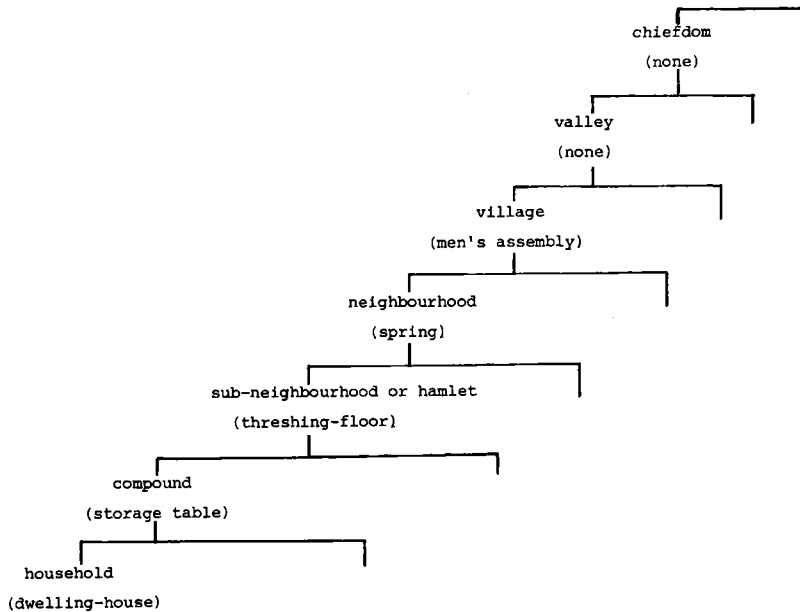 chiefdom
(none)
valley
(none)
village
(men's assembly)
neighbourhood
(spring)
sub-neighbourhood or hamlet
(threshing-floor)
compound
(storage table)
household
(dwelling-house)